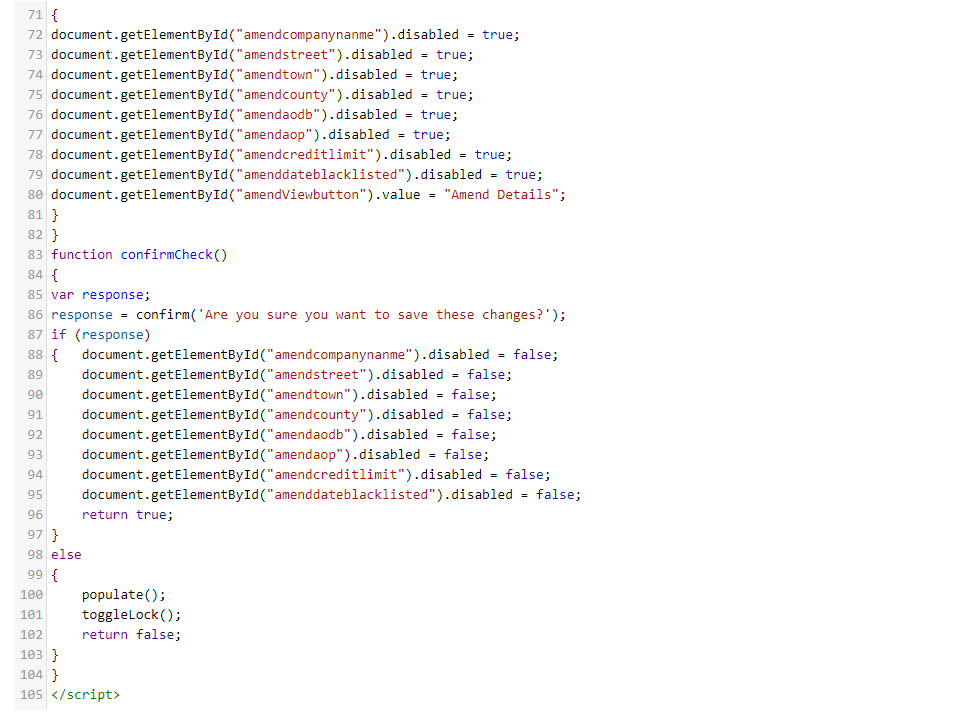 71 {
72 document.getElementById("amendcompanynanme").disabled = true;
73 document.getElementById("amendstreet").disabled = true;
74 document.getElementById("amendtown").disabled = true;
75 document.getElementById("amendcounty").disabled = true;
76 document.getElementById("amendaodb").disabled = true;
77 document.getElementById("amendaop").disabled = true;
78 document.getElementById("amendcreditlimit").disabled = true;
79 document.getElementById("amenddateblacklisted").disabled = true;
80 document.getElementById("amendViewbutton").value = "Amend Details";
81 }
82 }
83 function confirmCheck()
84 {
85 var response;
86 response = confirm('Are you sure you want to save these changes?');
87 if (response)
88 {   document.getElementById("amendcompanynanme").disabled = false;
89     document.getElementById("amendstreet").disabled = false;
90     document.getElementById("amendtown").disabled = false;
91     document.getElementById("amendcounty").disabled = false;
92     document.getElementById("amendaodb").disabled = false;
93     document.getElementById("amendaop").disabled = false;
94     document.getElementById("amendcreditlimit").disabled = false;
95     document.getElementById("amenddateblacklisted").disabled = false;
96     return true;
97 }
98 else
99 {
100     populate();
101     toggleLock();
102     return false;
103 }
104 }
105 </script>